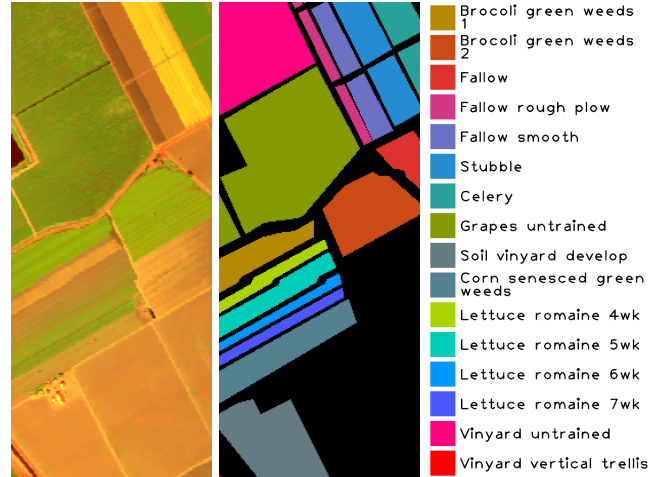 Brocoli green weeds
1
Brocoli green weeds
2
Fallow
Fallow rough plow
Fallow smooth
Stubble
Celery
Grapes untrained
Soil vinyard develop
Corn senesced green
weeds
Lettuce romaine 4wk
Lettuce romaine 5wk
Lettuce romaine 6wk
Lettuce romaine 7wk
Vinyard untrained
Vinyard vertical trellis